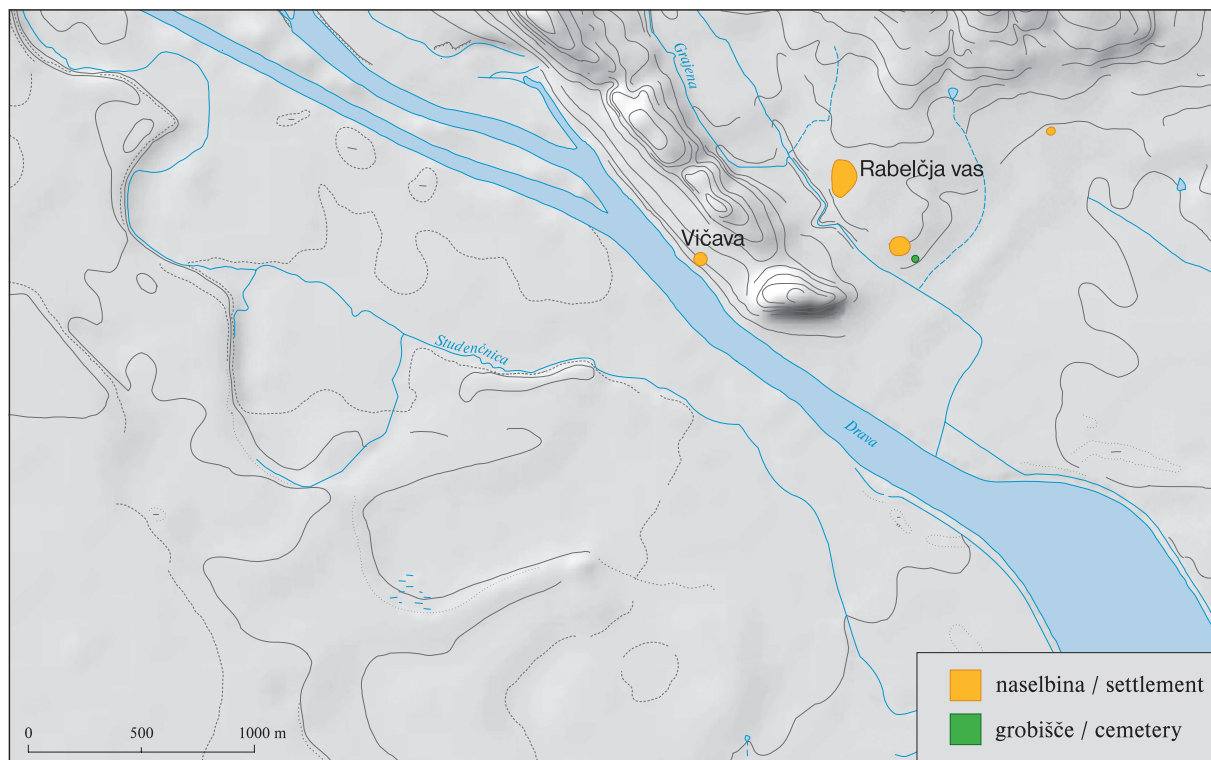 Grajena
Rabelčja vas
Vičava
Studenčnica
Drava
naselbina / settlement
grobišče / cemetery
0 500 1000 m